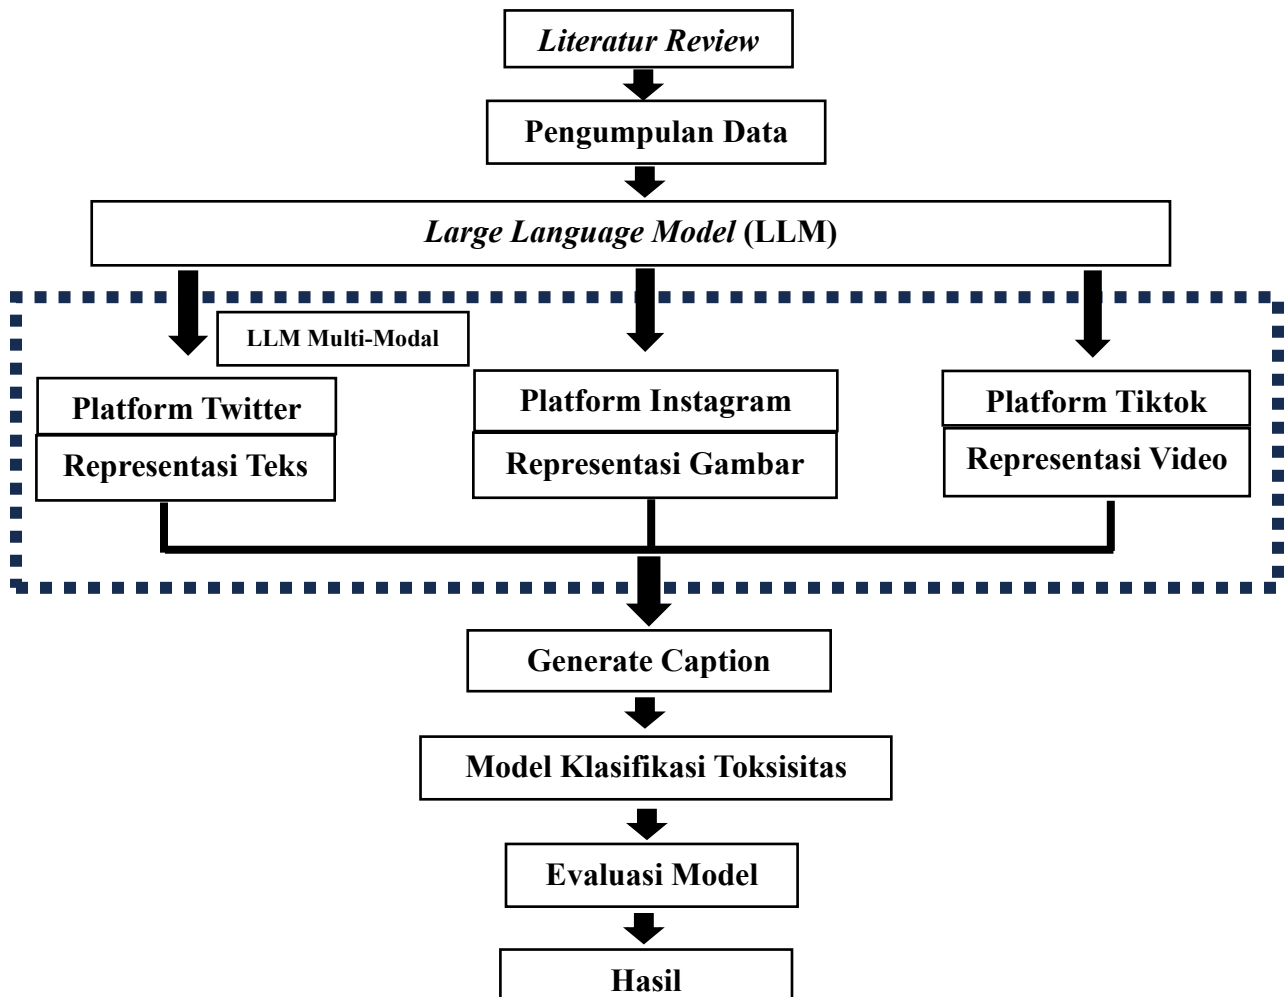 Literatur Review
Pengumpulan Data
Large Language Model (LLM)
LLM Multi-Modal
Platform Twitter
Representasi Teks
Platform Instagram
Representasi Gambar
Platform Tiktok
Representasi Video
Generate Caption
Model Klasifikasi Toksisitas
Evaluasi Model
Hasil